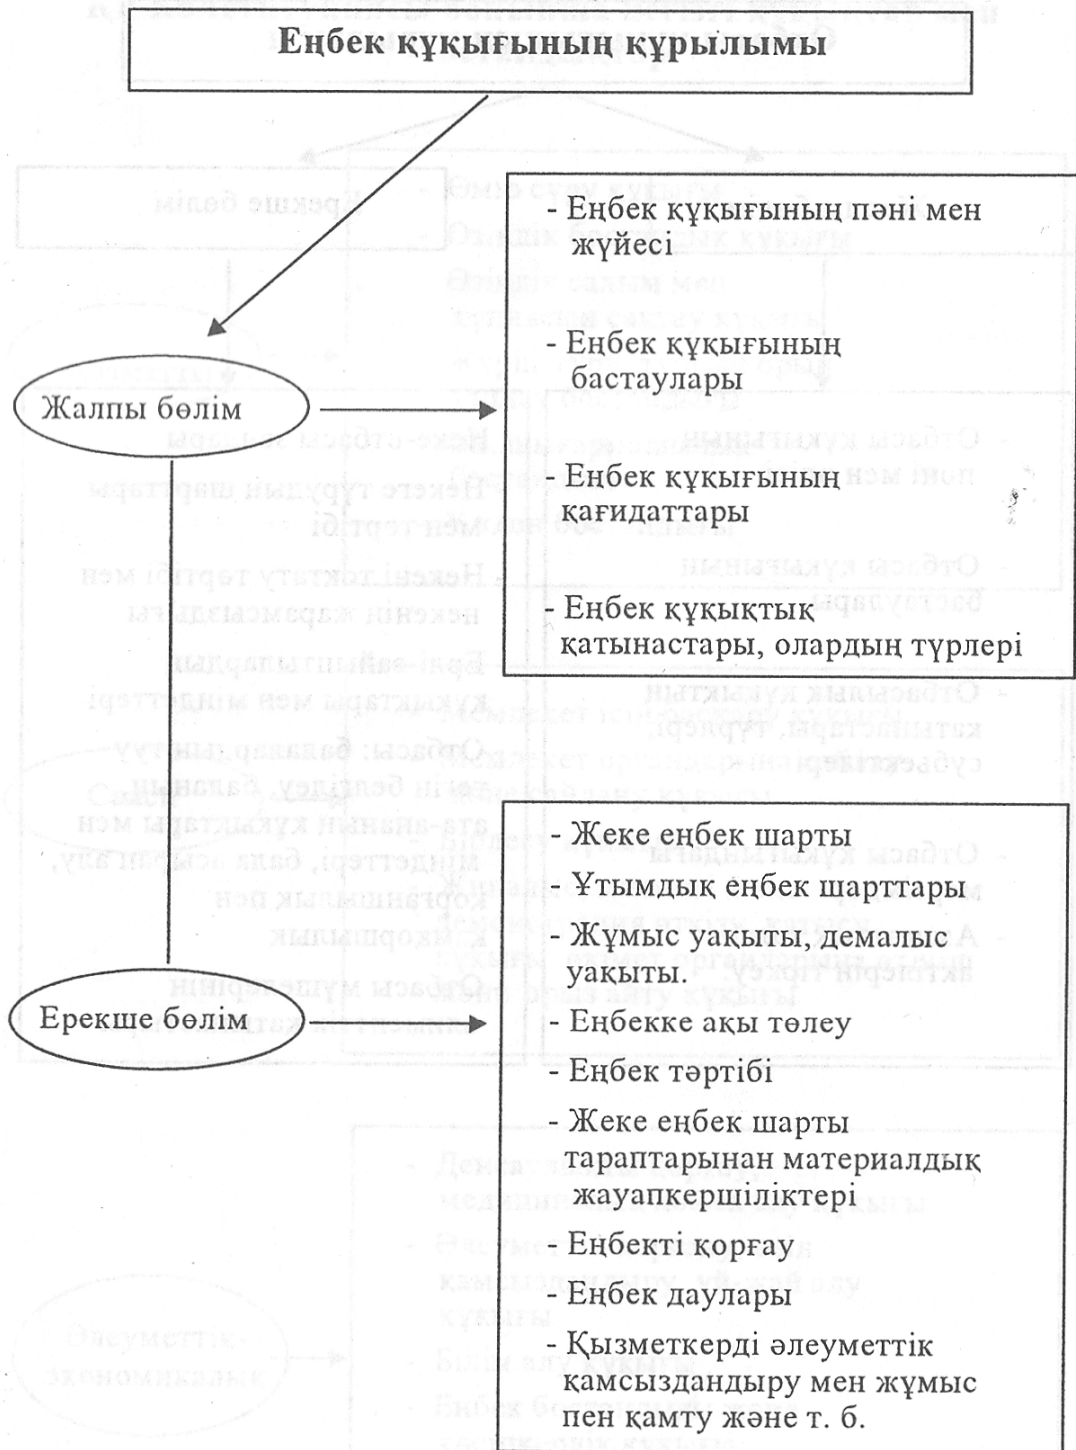 Еңбек құқығының құрылымы
- Еңбек құқығының пәні мен
жүйесі
- Еңбек құқығының
бастаулары
- Еңбек құқығының
қағидаттары
- Еңбек құқықтық
қатынастары, олардың түрлері
Жалпы бөлім
- Жеке еңбек шарты
- Ұтымдық еңбек шарттары
- Жұмыс уақыты, демалыс
уақыты.
- Еңбекке ақы төлеу
- Еңбек тәртібі
- Жеке еңбек шарты
тараптарынан материалдық
жауапкершіліктері
- Еңбекті қорғау
- Еңбек даулары
- Қызметкерді әлеуметтік
қамсыздандыру мен жұмыс
пен қамту және т. б.
Ерекше бөлім